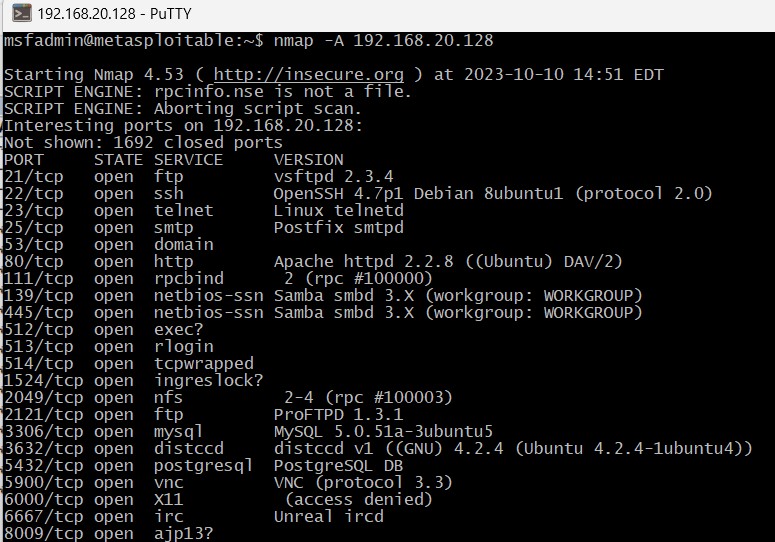 192.168.20.128 - PuTTY
msfadmin@metasploitable:~$ nmap -A 192.168.20.128
Starting Nmap 4.53 ( http://insecure.org ) at 2023-10-10 14:51 EDT
SCRIPT ENGINE: rpcinfo.nse is not a file.
SCRIPT ENGINE: Aborting script scan.
Interesting ports on 192.168.20.128:
Not shown: 1692 closed ports
PORT     STATE SERVICE     VERSION
21/tcp   open  ftp         vsftpd 2.3.4
22/tcp   open  ssh         OpenSSH 4.7p1 Debian 8ubuntu1 (protocol 2.0)
23/tcp   open  telnet      Linux telnetd
25/tcp   open  smtp        Postfix smtpd
53/tcp   open  domain
80/tcp   open  http        Apache httpd 2.2.8 ((Ubuntu) DAV/2)
111/tcp  open  rpcbind      2 (rpc #100000)
139/tcp  open  netbios-ssn Samba smbd 3.X (workgroup: WORKGROUP)
445/tcp  open  netbios-ssn Samba smbd 3.X (workgroup: WORKGROUP)
512/tcp  open  exec?
513/tcp  open  rlogin
514/tcp  open  tcpwrapped
1524/tcp open  ingreslock?
2049/tcp open  nfs          2-4 (rpc #100003)
2121/tcp open  ftp         ProFTPD 1.3.1
3306/tcp open  mysql       MySQL 5.0.51a-3ubuntu5
3632/tcp open  distccd     distccd v1 ((GNU) 4.2.4 (Ubuntu 4.2.4-1ubuntu4))
5432/tcp open  postgresql  PostgreSQL DB
5900/tcp open  vnc         VNC (protocol 3.3)
6000/tcp open  X11          (access denied)
6667/tcp open  irc         Unreal ircd
8009/tcp open  ajp13?